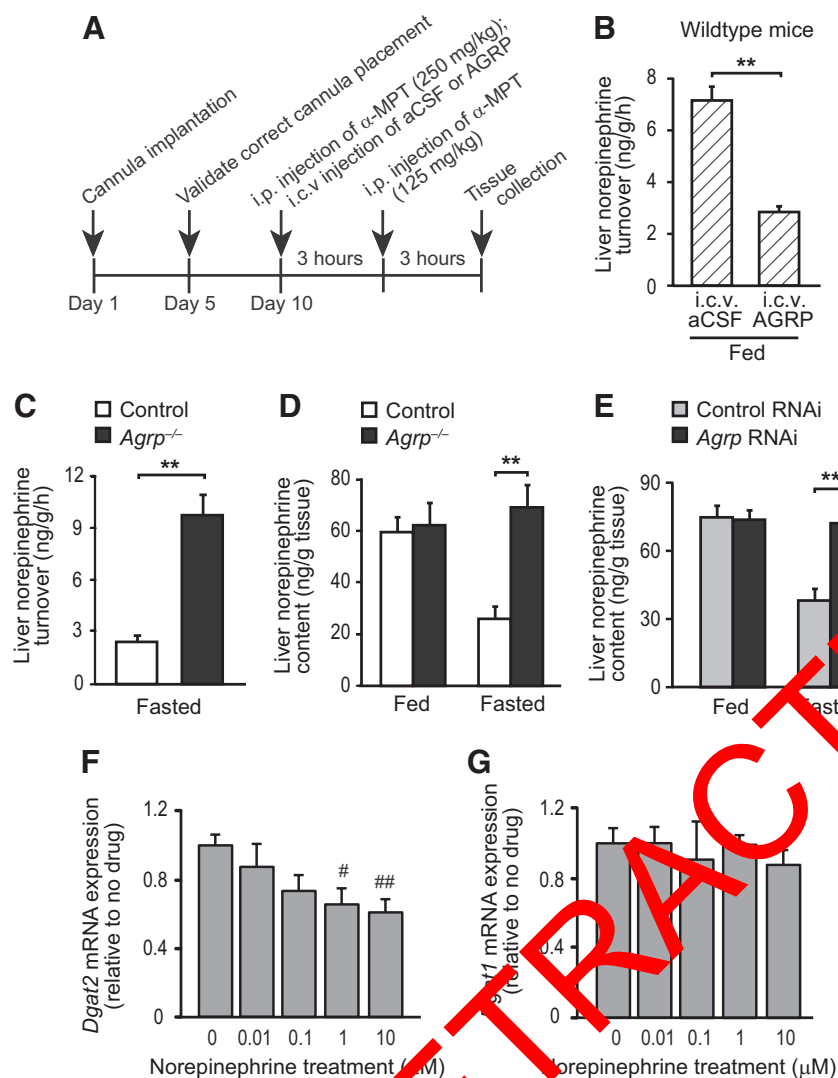 A
Cannula implantation
Validate correct cannula placement
i.p. injection of α-MPT (250 mg/kg);
i.c.v injection of aCSF or AGRP
i.p. injection of α-MPT
(125 mg/kg)
Tissue
collection
3 hours
3 hours
Day 1
Day 5
Day 10
B
Wildtype mice
**
Liver norepinephrine
turnover (ng/g/h)
8
6
4
2
0
i.c.v.
aCSF
i.c.v.
AGRP
Fed
C
Control
Agrp–/–
Liver norepinephrine
turnover (ng/g/h)
12
9
6
3
0
**
Fasted
D
Control
Agrp–/–
Liver norepinephrine
content (ng/g tissue)
80
60
40
20
0
**
Fed
Fasted
E
Control RNAi
Agrp RNAi
Liver norepinephrine
content (ng/g tissue)
90
60
30
0
**
Fed
F
Dgat2 mRNA expression
(relative to no drug)
1.2
0.8
0.4
0
#
##
0
0.01
0.1
1
10
Norepinephrine treatment
G
mRNA expression
(relative to no drug)
1.2
0.8
0.4
0
0
0.01
0.1
1
10
Norepinephrine treatment (μM)
TRACT